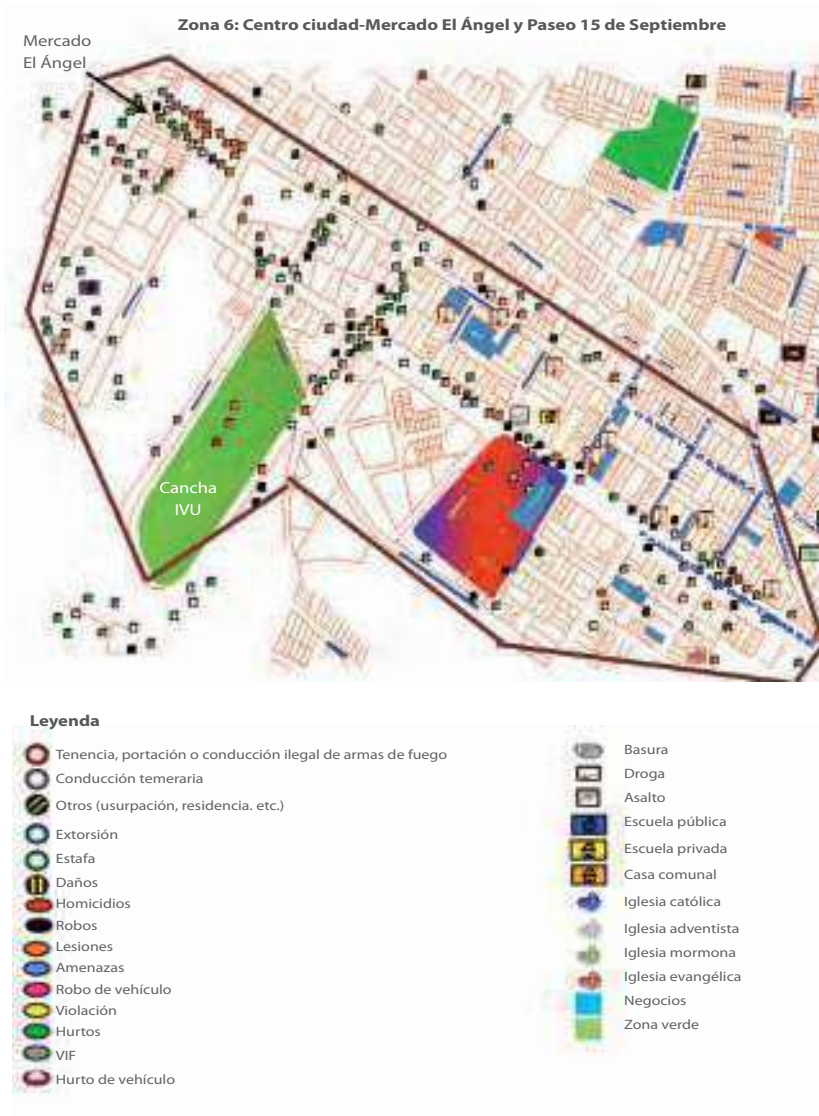 Zona 6: Centro ciudad-Mercado El Ángel y Paseo 15 de Septiembre
Mercado
El Ángel
Cancha
IVU
Leyenda
Tenencia, portación o conducción ilegal de armas de fuego
Conducción temeraria
Otros (usurpación, residencia. etc.)
Extorsión
Estafa
Daños
Homicidios
Robos
Lesiones
Amenazas
Robo de vehículo
Violación
Hurtos
VIF
Hurto de vehículo
Basura
Droga
Asalto
Escuela pública
Escuela privada
Casa comunal
Iglesia católica
Iglesia adventista
Iglesia mormona
Iglesia evangélica
Negocios
Zona verde